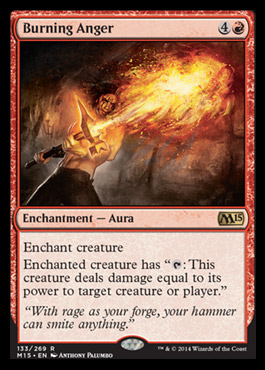 Burning Anger 4
Enchantment — Aura M15
Enchant creature
Enchanted creature has “: This
creature deals damage equal to its
power to target creature or player.”
“With rage as your forge, your hammer
can smite anything.”
133/269 R
M15 • EN ANTHONY PALUMBO ™ & © 2014 Wizards of the Coast